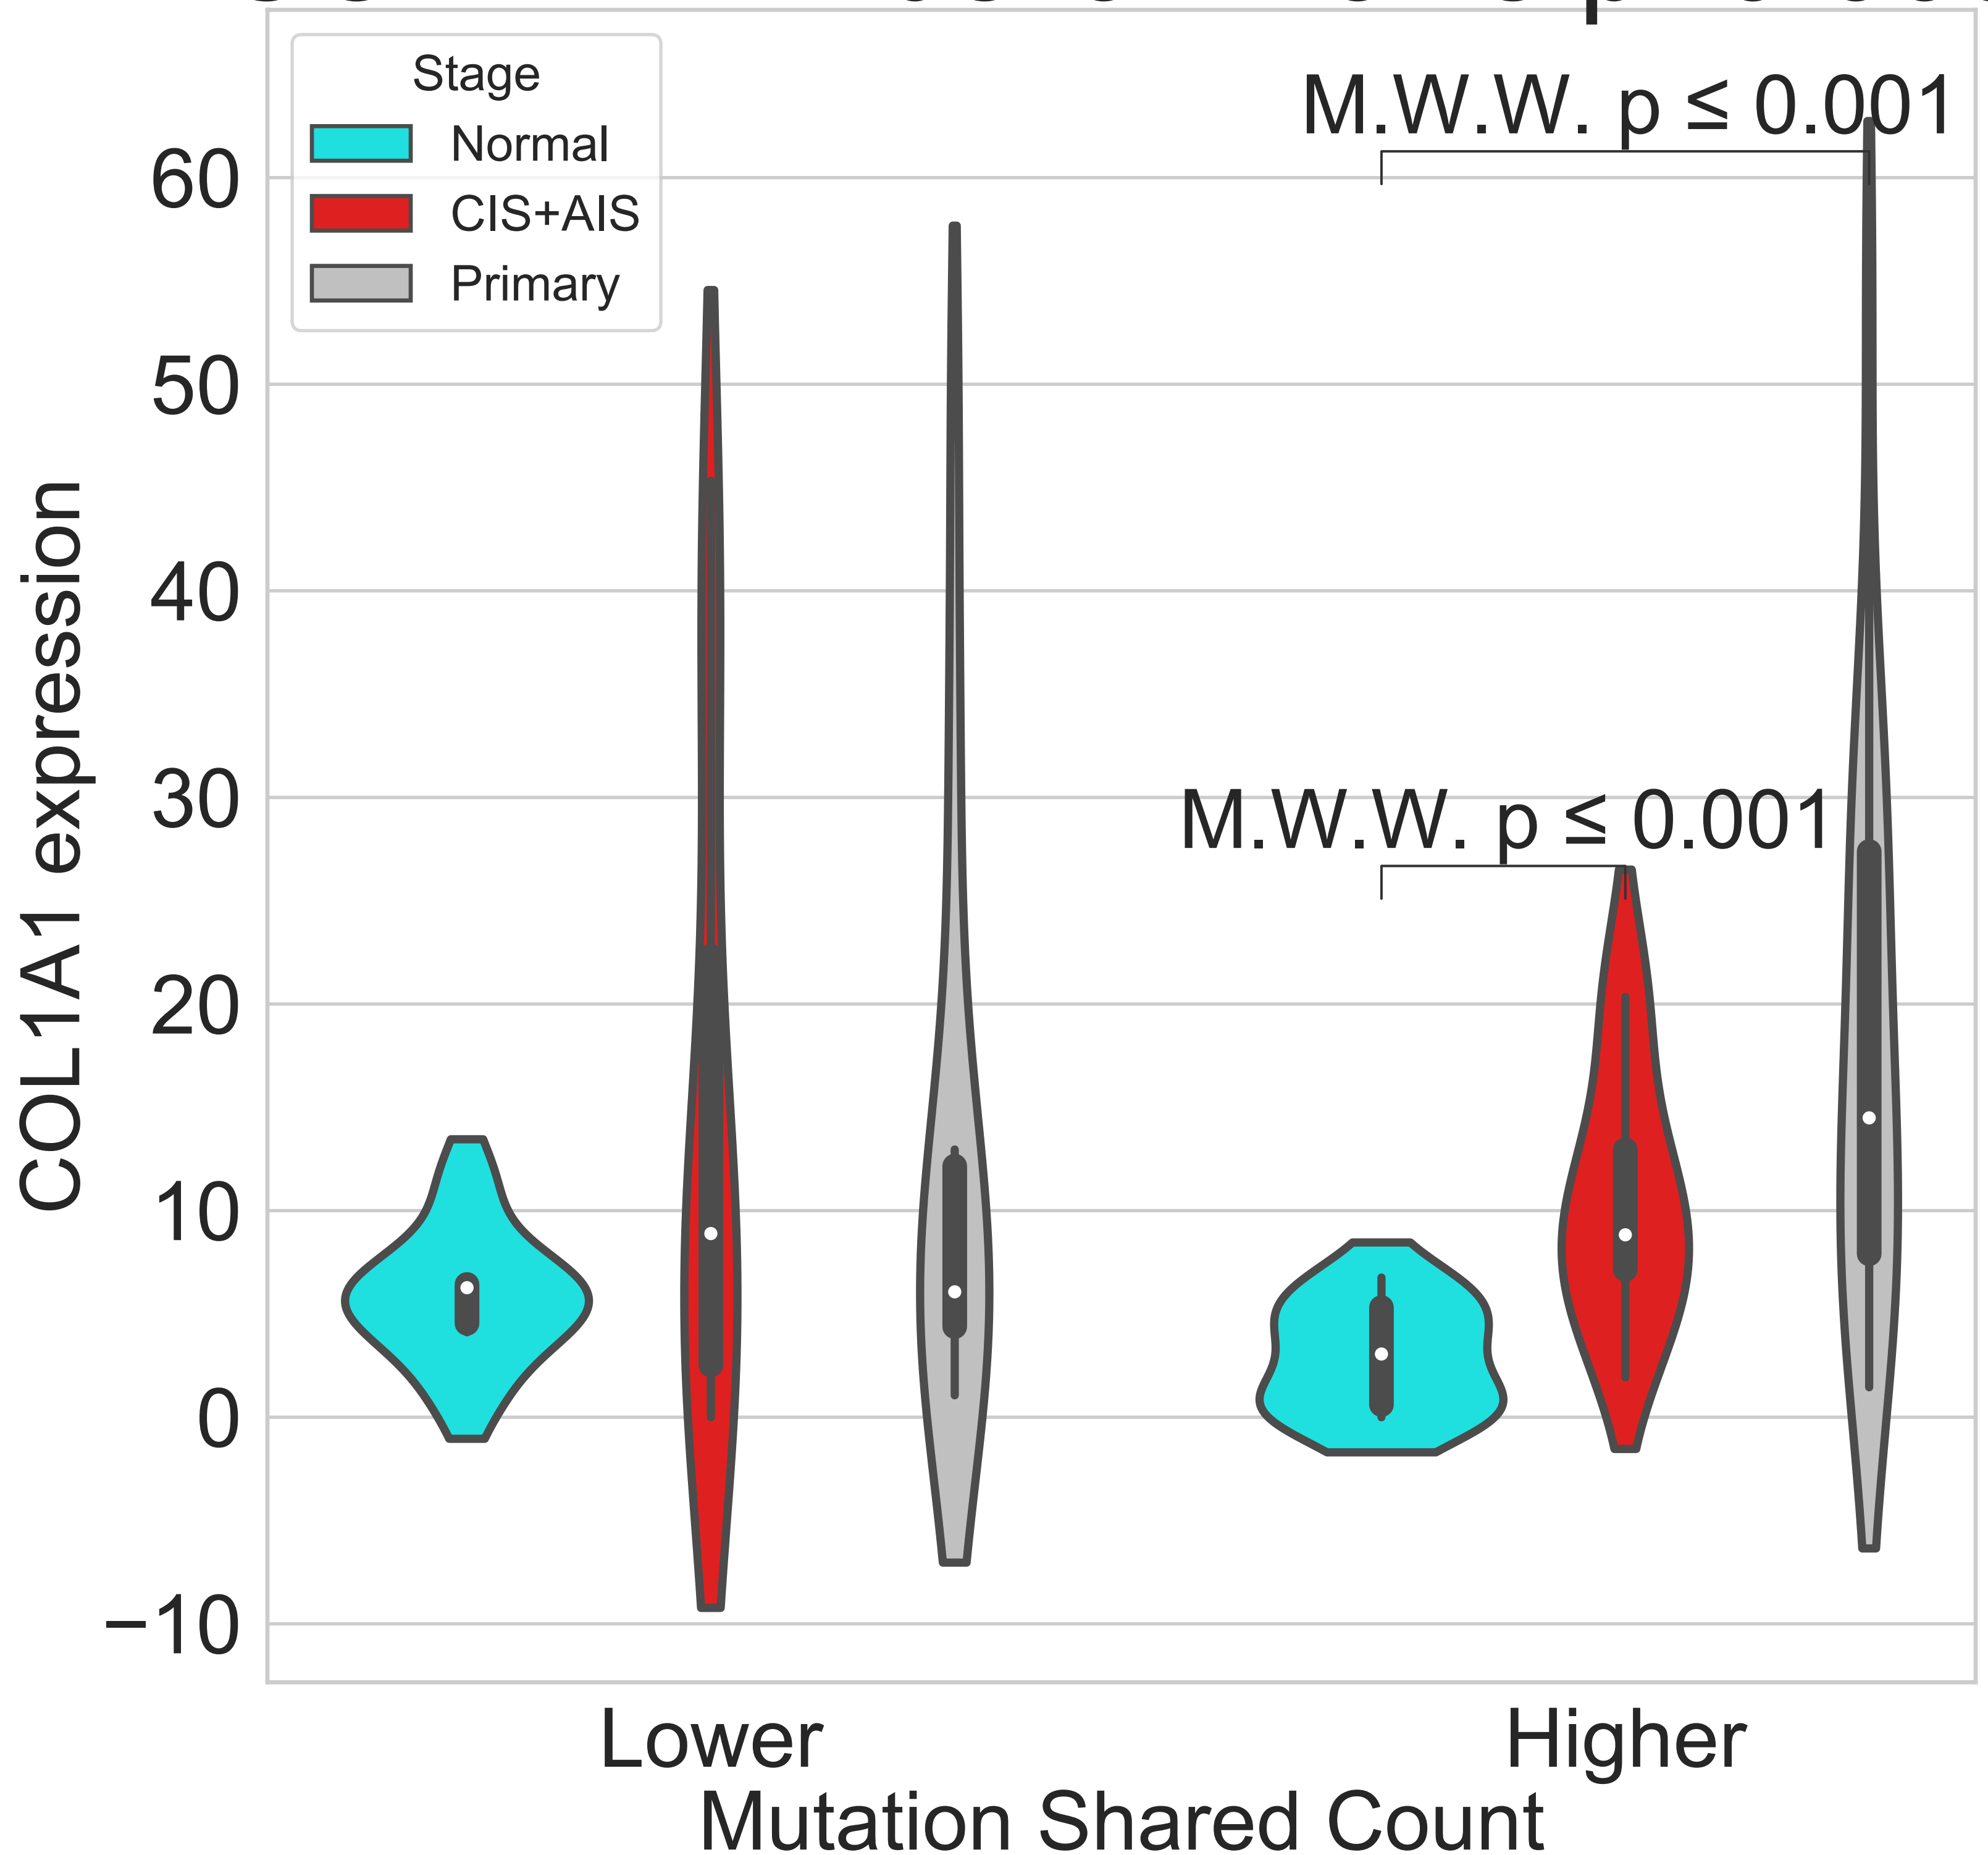 Stage
Normal
CIS+AIS
Primary
M.W.W. p ≤ 0.001
M.W.W. p ≤ 0.001
COL1A1 expression
60
50
40
30
20
10
0
−10
Lower
Higher
Mutation Shared Count